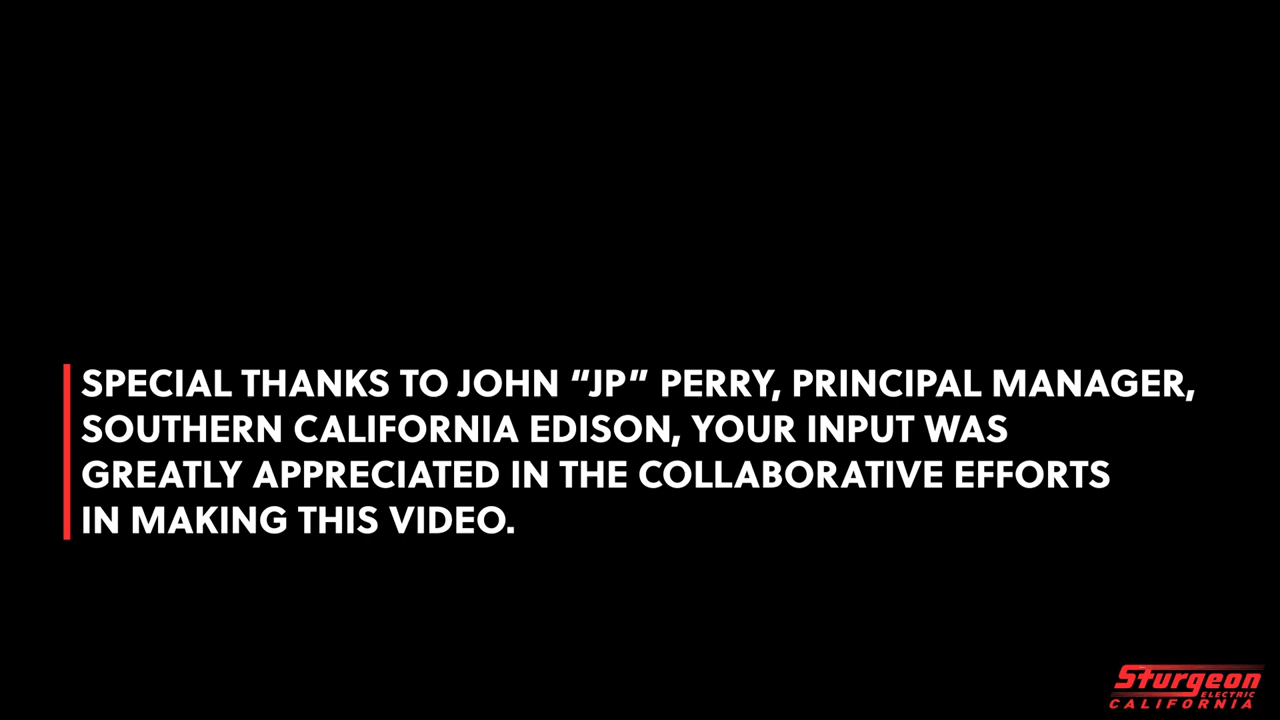 SPECIAL THANKS TO JOHN “JP” PERRY, PRINCIPAL MANAGER,
SOUTHERN CALIFORNIA EDISON, YOUR INPUT WAS
GREATLY APPRECIATED IN THE COLLABORATIVE EFFORTS
IN MAKING THIS VIDEO.
Sturgeon
ELECTRIC
CALIFORNIA